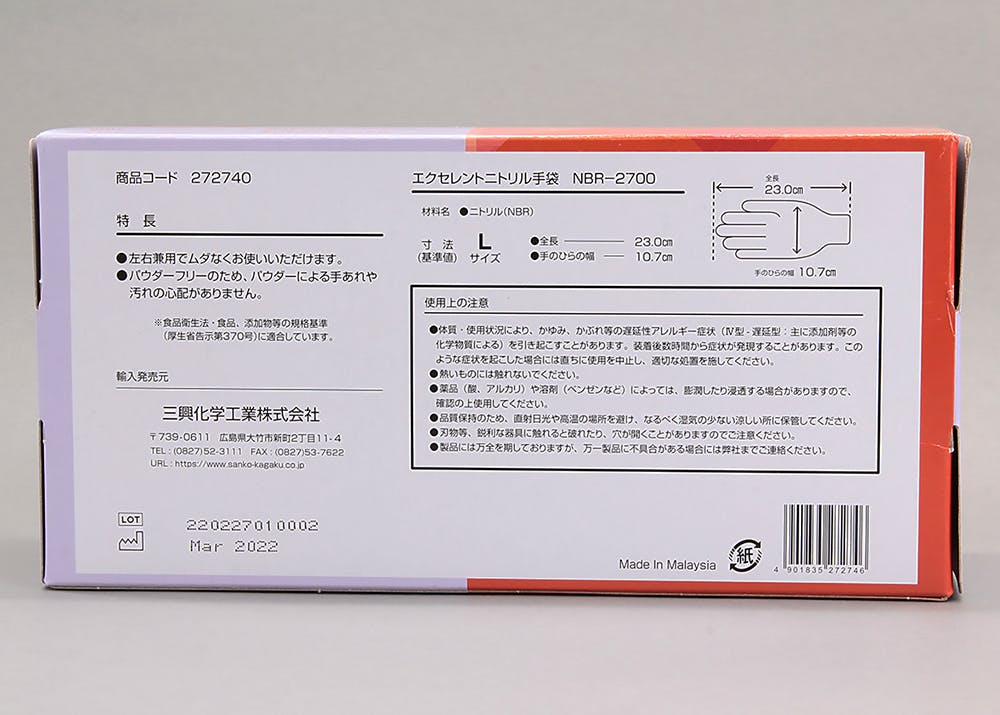 商品コード 272740
特 長
●左右兼用でムダなくお使いいただけます。
●パウダーフリーのため、パウダーによる手あれや
汚れの心配がありません。
※食品衛生法・食品、添加物等の規格基準
(厚生省告示第370号)に適合しています。
輸入発売元
三興化学工業株式会社
〒739-0611 広島県大竹市新町2丁目11-4
TEL:(0827)52-3111 FAX:(0827)53-7622
URL:https://www.sanko-kagaku.co.jp
LOT 220227010002
Mar 2022
エクセレントニトリル手袋 NBR-2700
材料名 ●ニトリル(NBR)
寸 法
(基準値)
L
サイズ
●全長 23.0㎝
●手のひらの幅 10.7㎝
全長
23.0㎝
手のひらの幅 10.7㎝
使用上の注意
●体質・使用状況により、かゆみ、かぶれ等の遅延性アレルギー症状(Ⅳ型-遅延型:主に添加剤等の
化学物質による)を引き起こすことがあります。装着後数時間から症状が発現することがあります。この
ような症状を起こした場合には直ちに使用を中止し、適切な処置を施してください。
●熱いものには触れないでください。
●薬品(酸、アルカリ)や溶剤(ベンゼンなど)によっては、膨潤したり浸透する場合がありますので、
確認の上使用してください。
●品質保持のため、直射日光や高温の場所を避け、なるべく湿気の少ない涼しい所に保管してください。
●刃物等、鋭利な器具に触れると破れたり、穴が開くことがありますのでご注意ください。
●製品には万全を期しておりますが、万一製品に不具合がある場合には弊社までご連絡ください。
Made In Malaysia
紙
4 901835 272746